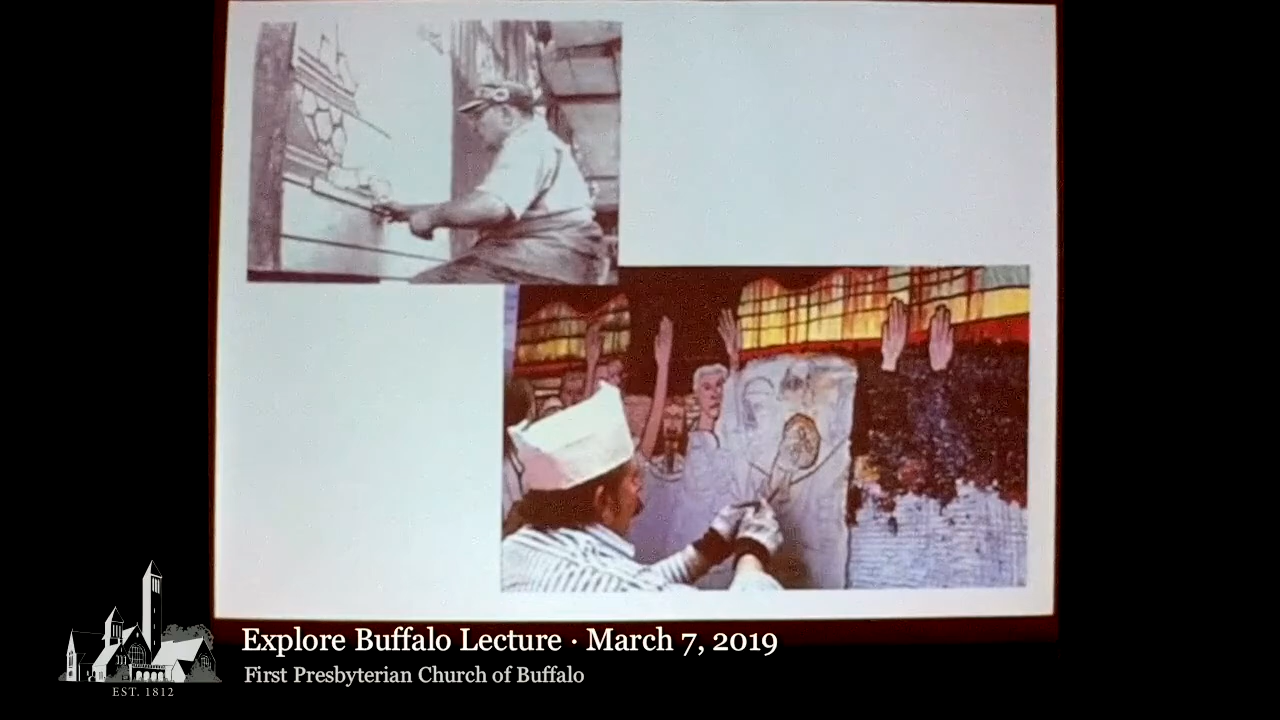 Explore Buffalo Lecture · March 7, 2019
First Presbyterian Church of Buffalo
EST. 1812